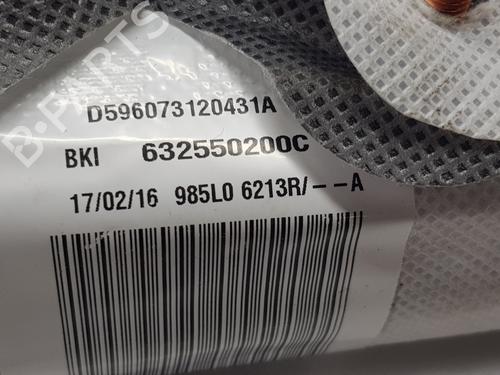 D596073120431A
BKI 632550200C
17/02/16 985L0 6213R/--A
B-Parts